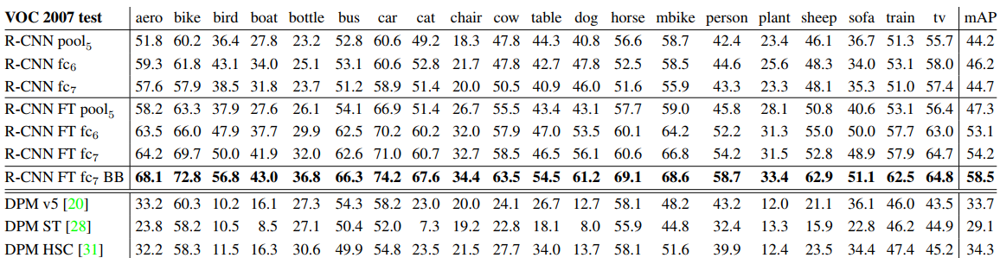 VOC 2007 test aero bike bird boat bottle bus car cat chair cow table dog horse mbike person plant sheep sofa train tv mAP
R-CNN pool5 51.8 60.2 36.4 27.8 23.2 52.8 60.6 49.2 18.3 47.8 44.3 40.8 56.6 58.7 42.4 23.4 46.1 36.7 51.3 55.7 44.2
R-CNN fc6 59.3 61.8 43.1 34.0 25.1 53.1 60.6 52.8 21.7 47.8 42.7 47.8 52.5 58.5 44.6 25.6 48.3 34.0 53.1 58.0 46.2
R-CNN fc7 57.6 57.9 38.5 31.8 23.7 51.2 58.9 51.4 20.0 50.5 40.9 46.0 51.6 55.9 43.3 23.3 48.1 35.3 51.0 57.4 44.7
R-CNN FT pool5 58.2 63.3 37.9 27.6 26.1 54.1 66.9 51.4 26.7 55.5 43.4 43.1 57.7 59.0 45.8 28.1 50.8 40.6 53.1 56.4 47.3
R-CNN FT fc6 63.5 66.0 47.9 37.7 29.9 62.5 70.2 60.2 32.0 57.9 47.0 53.5 60.1 64.2 52.2 31.3 55.0 50.0 57.7 63.0 53.1
R-CNN FT fc7 64.2 69.7 50.0 41.9 32.0 62.6 71.0 60.7 32.7 58.5 46.5 56.1 60.6 66.8 54.2 31.5 52.8 48.9 57.9 64.7 54.2
R-CNN FT fc7 BB 68.1 72.8 56.8 43.0 36.8 66.3 74.2 67.6 34.4 63.5 54.5 61.2 69.1 68.6 58.7 33.4 62.9 51.1 62.5 64.8 58.5
DPM v5 [20] 33.2 60.3 10.2 16.1 27.3 54.3 58.2 23.0 20.0 24.1 26.7 12.7 58.1 48.2 43.2 12.0 21.1 36.1 46.0 43.5 33.7
DPM ST [28] 23.8 58.2 10.5 8.5 27.1 50.4 52.0 7.3 19.2 22.8 18.1 8.0 55.9 44.8 32.4 13.3 15.9 22.8 46.2 44.9 29.1
DPM HSC [31] 32.2 58.3 11.5 16.3 30.6 49.9 54.8 23.5 21.5 27.7 34.0 13.7 58.1 51.6 39.9 12.4 23.5 34.4 47.4 45.2 34.3